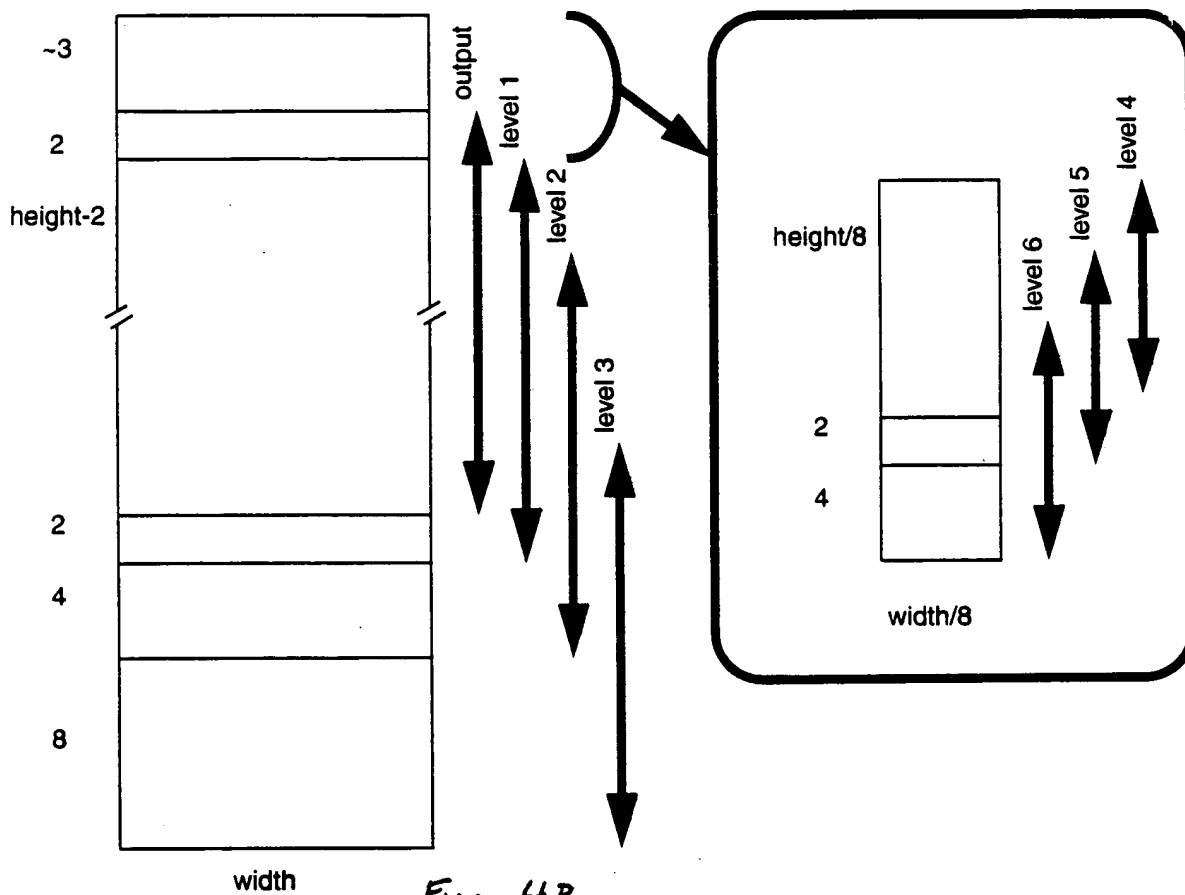 ~3
2
height-2
2
4
8
width
output
level 1
level 2
level 3
height/8
2
4
width/8
level 6
level 5
level 4